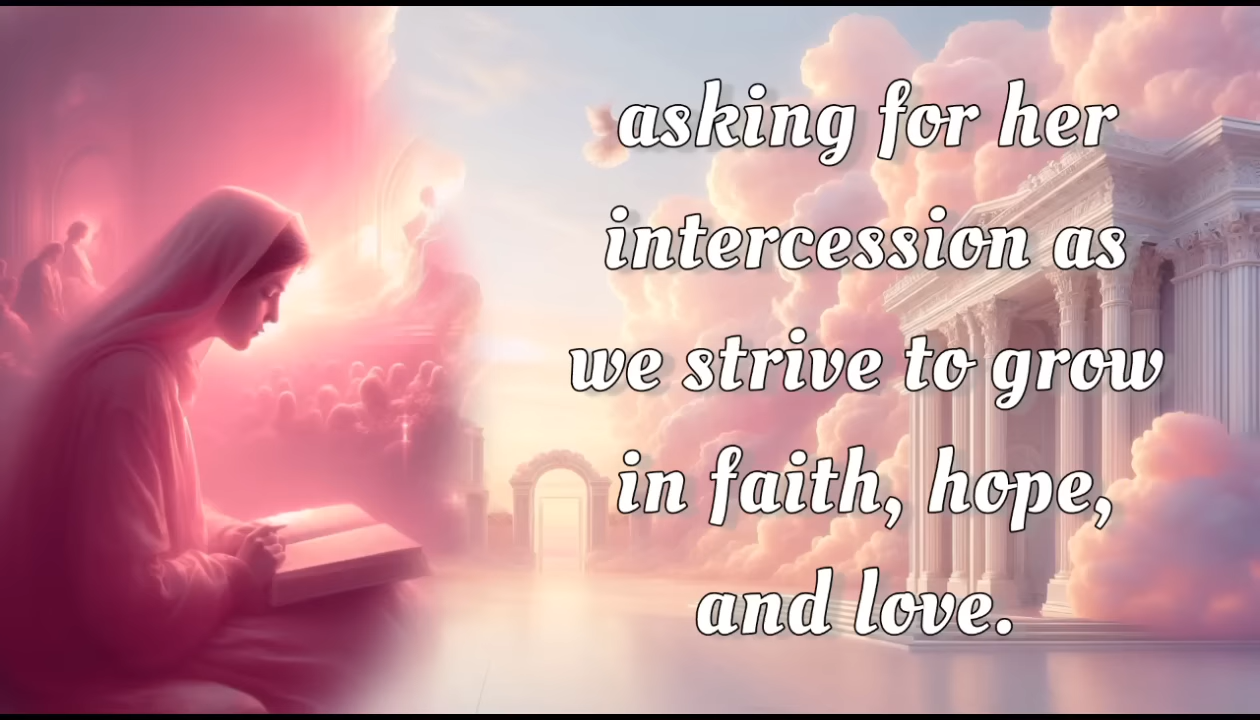 asking for her
intercession as
we strive to grow
in faith, hope,
and love.